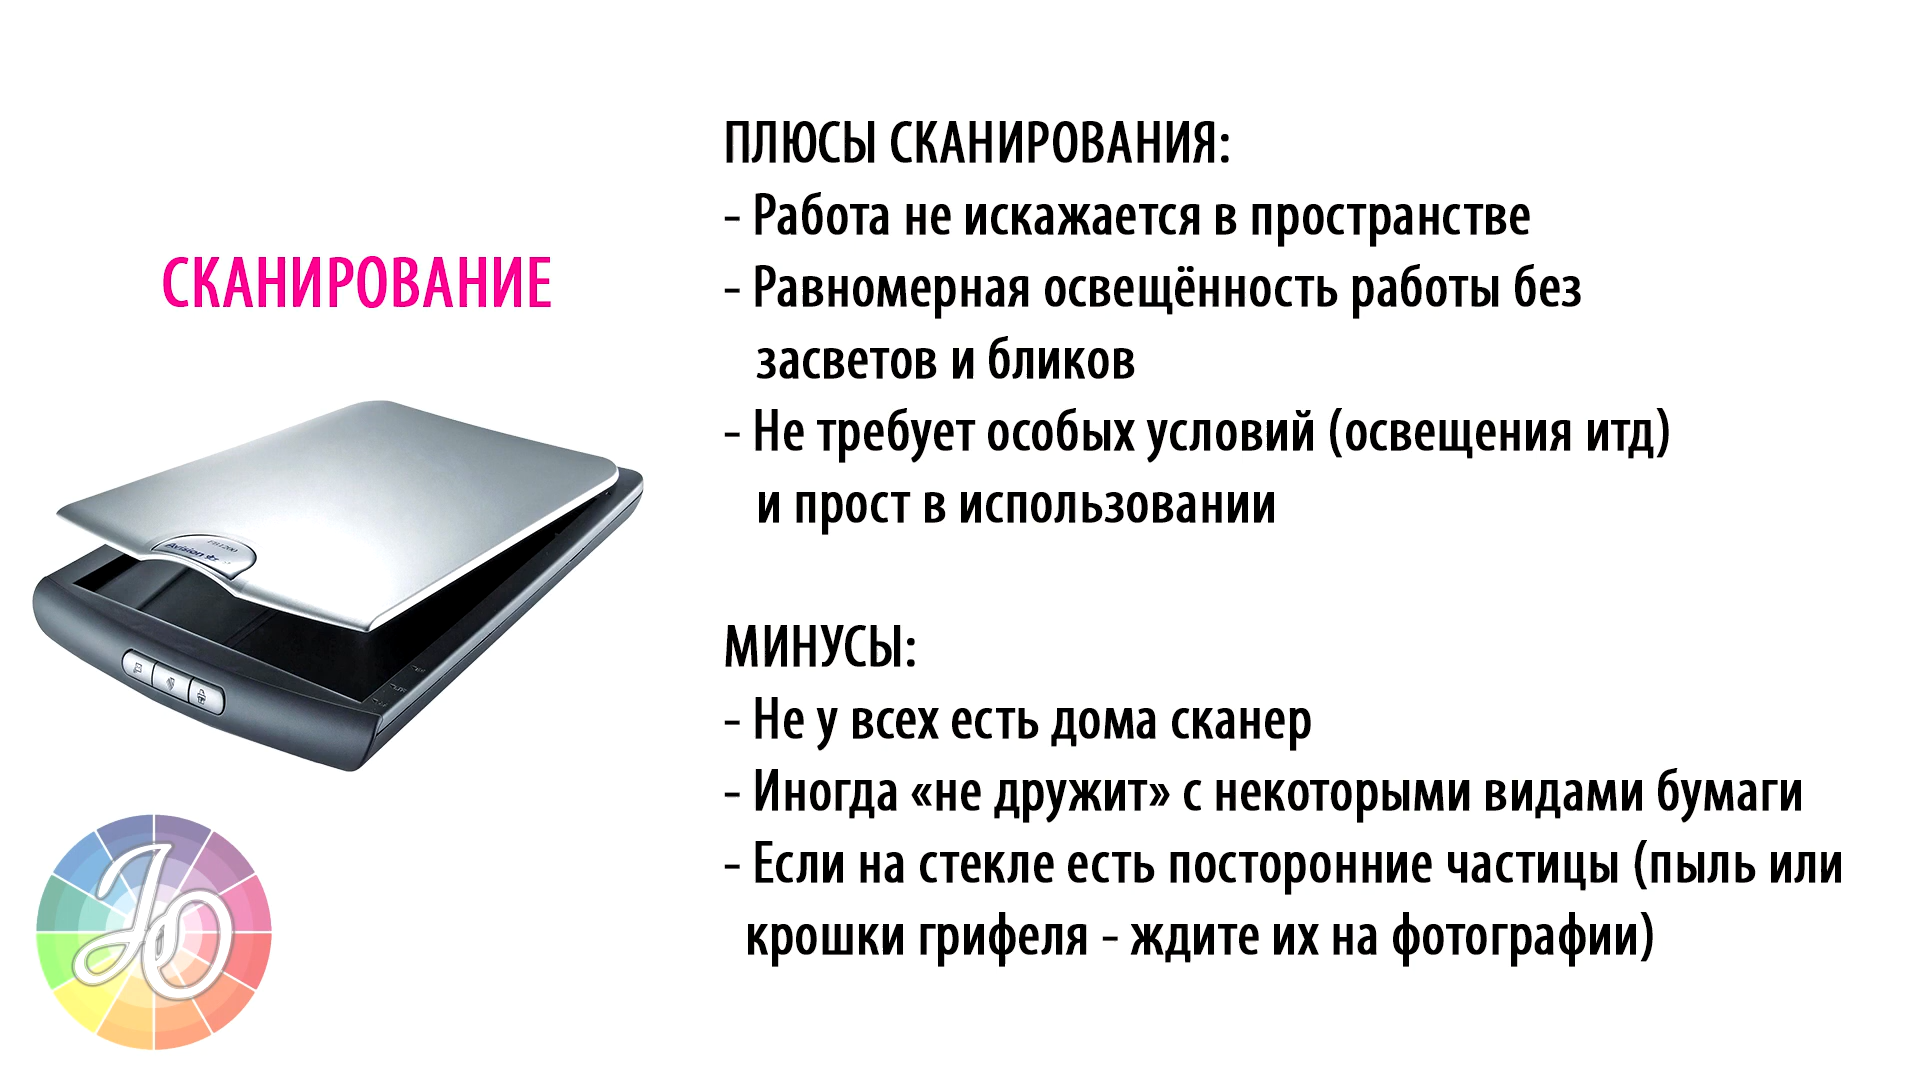 СКАНИРОВАНИЕ
ПЛЮСЫ СКАНИРОВАНИЯ:
- Работа не искажается в пространстве
- Равномерная освещённость работы без
засветов и бликов
- Не требует особых условий (освещения итд)
и прост в использовании
МИНУСЫ:
- Не у всех есть дома сканер
- Иногда «не дружит» с некоторыми видами бумаги
- Если на стекле есть посторонние частицы (пыль или
крошки грифеля - ждите их на фотографии)
Avision
FB1200